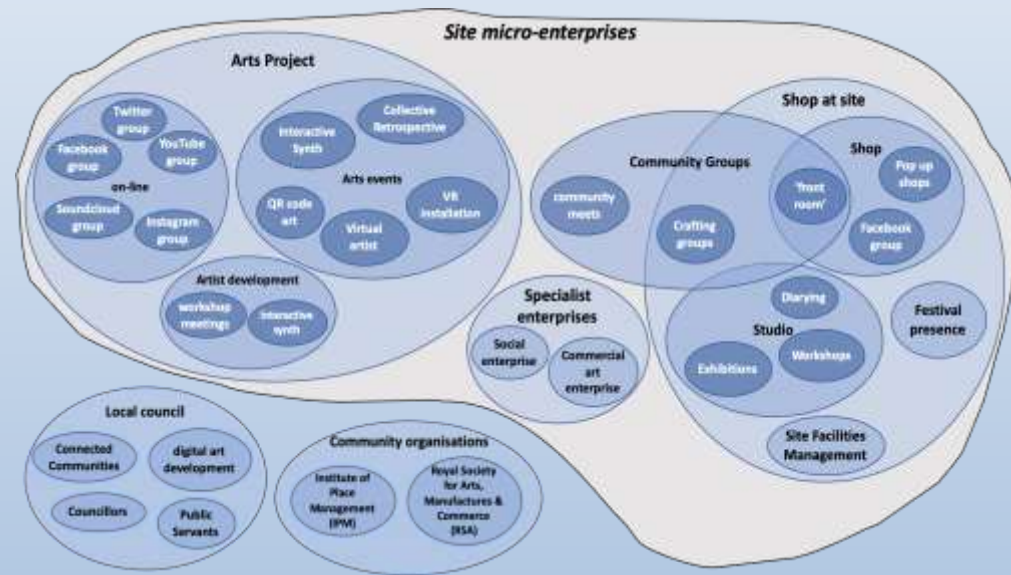 Site micro-enterprises
Arts Project
Twitter
group
Facebook
group
YouTube
group
on-line
Soundcloud
group
Instagram
group
Collective
Retrospective
Interactive
Synth
Arts events
QR code
art
VR
installation
Virtual
artist
Artist development
workshop
meetings
interactive
synth
Shop at site
Community Groups
Shop
community
meets
Crafting
groups
'front
room'
Pop up
shops
Facebook
group
Specialist
enterprises
Social
enterprise
Commercial
art
enterprise
Diarying
Studio
Exhibitions
Workshops
Festival
presence
Site Facilities
Management
Local council
Connected
Communities
digital art
development
Councillors
Public
Servants
Community organisations
Institute of
Place
Management
(IPM)
Royal Society
for Arts,
Manufactures &
Commerce
(RSA)